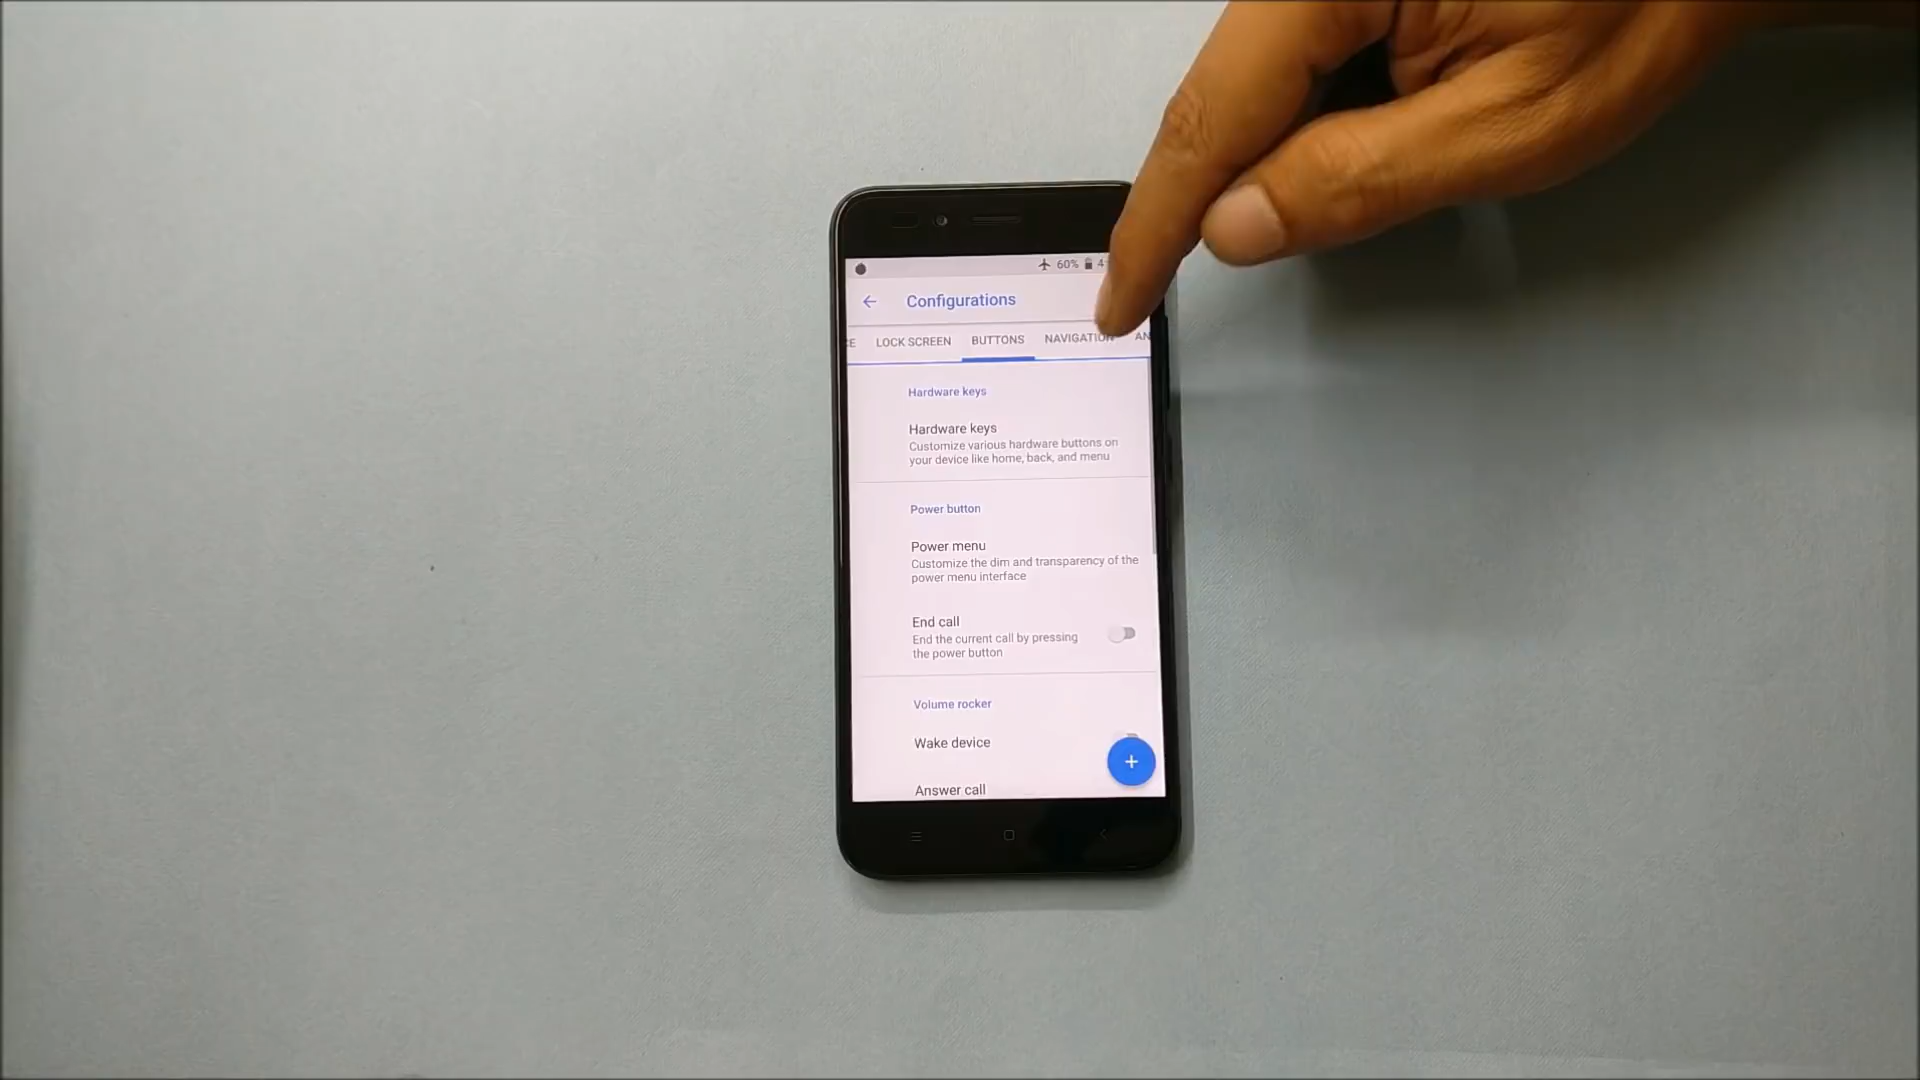 60%
Configurations
LOCK SCREEN BUTTONS NAVIGATION
Hardware keys
Hardware keys
Customize various hardware buttons on
your device like home, back, and menu
Power button
Power menu
Customize the dim and transparency of the
power menu interface
End call
End the current call by pressing
the power button
Volume rocker
Wake device
+
Answer call